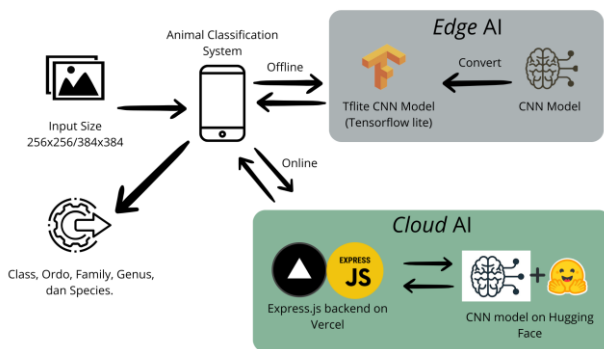 Animal Classification
System
Edge AI
Offline
Convert
Input Size
256x256/384x384
Tflite CNN Model
(Tensorflow lite)
CNN Model
Online
Cloud AI
EXPRESS
JS
Class, Ordo, Family, Genus,
dan Species.
Express.js backend on
Vercel
+
CNN model on Hugging
Face